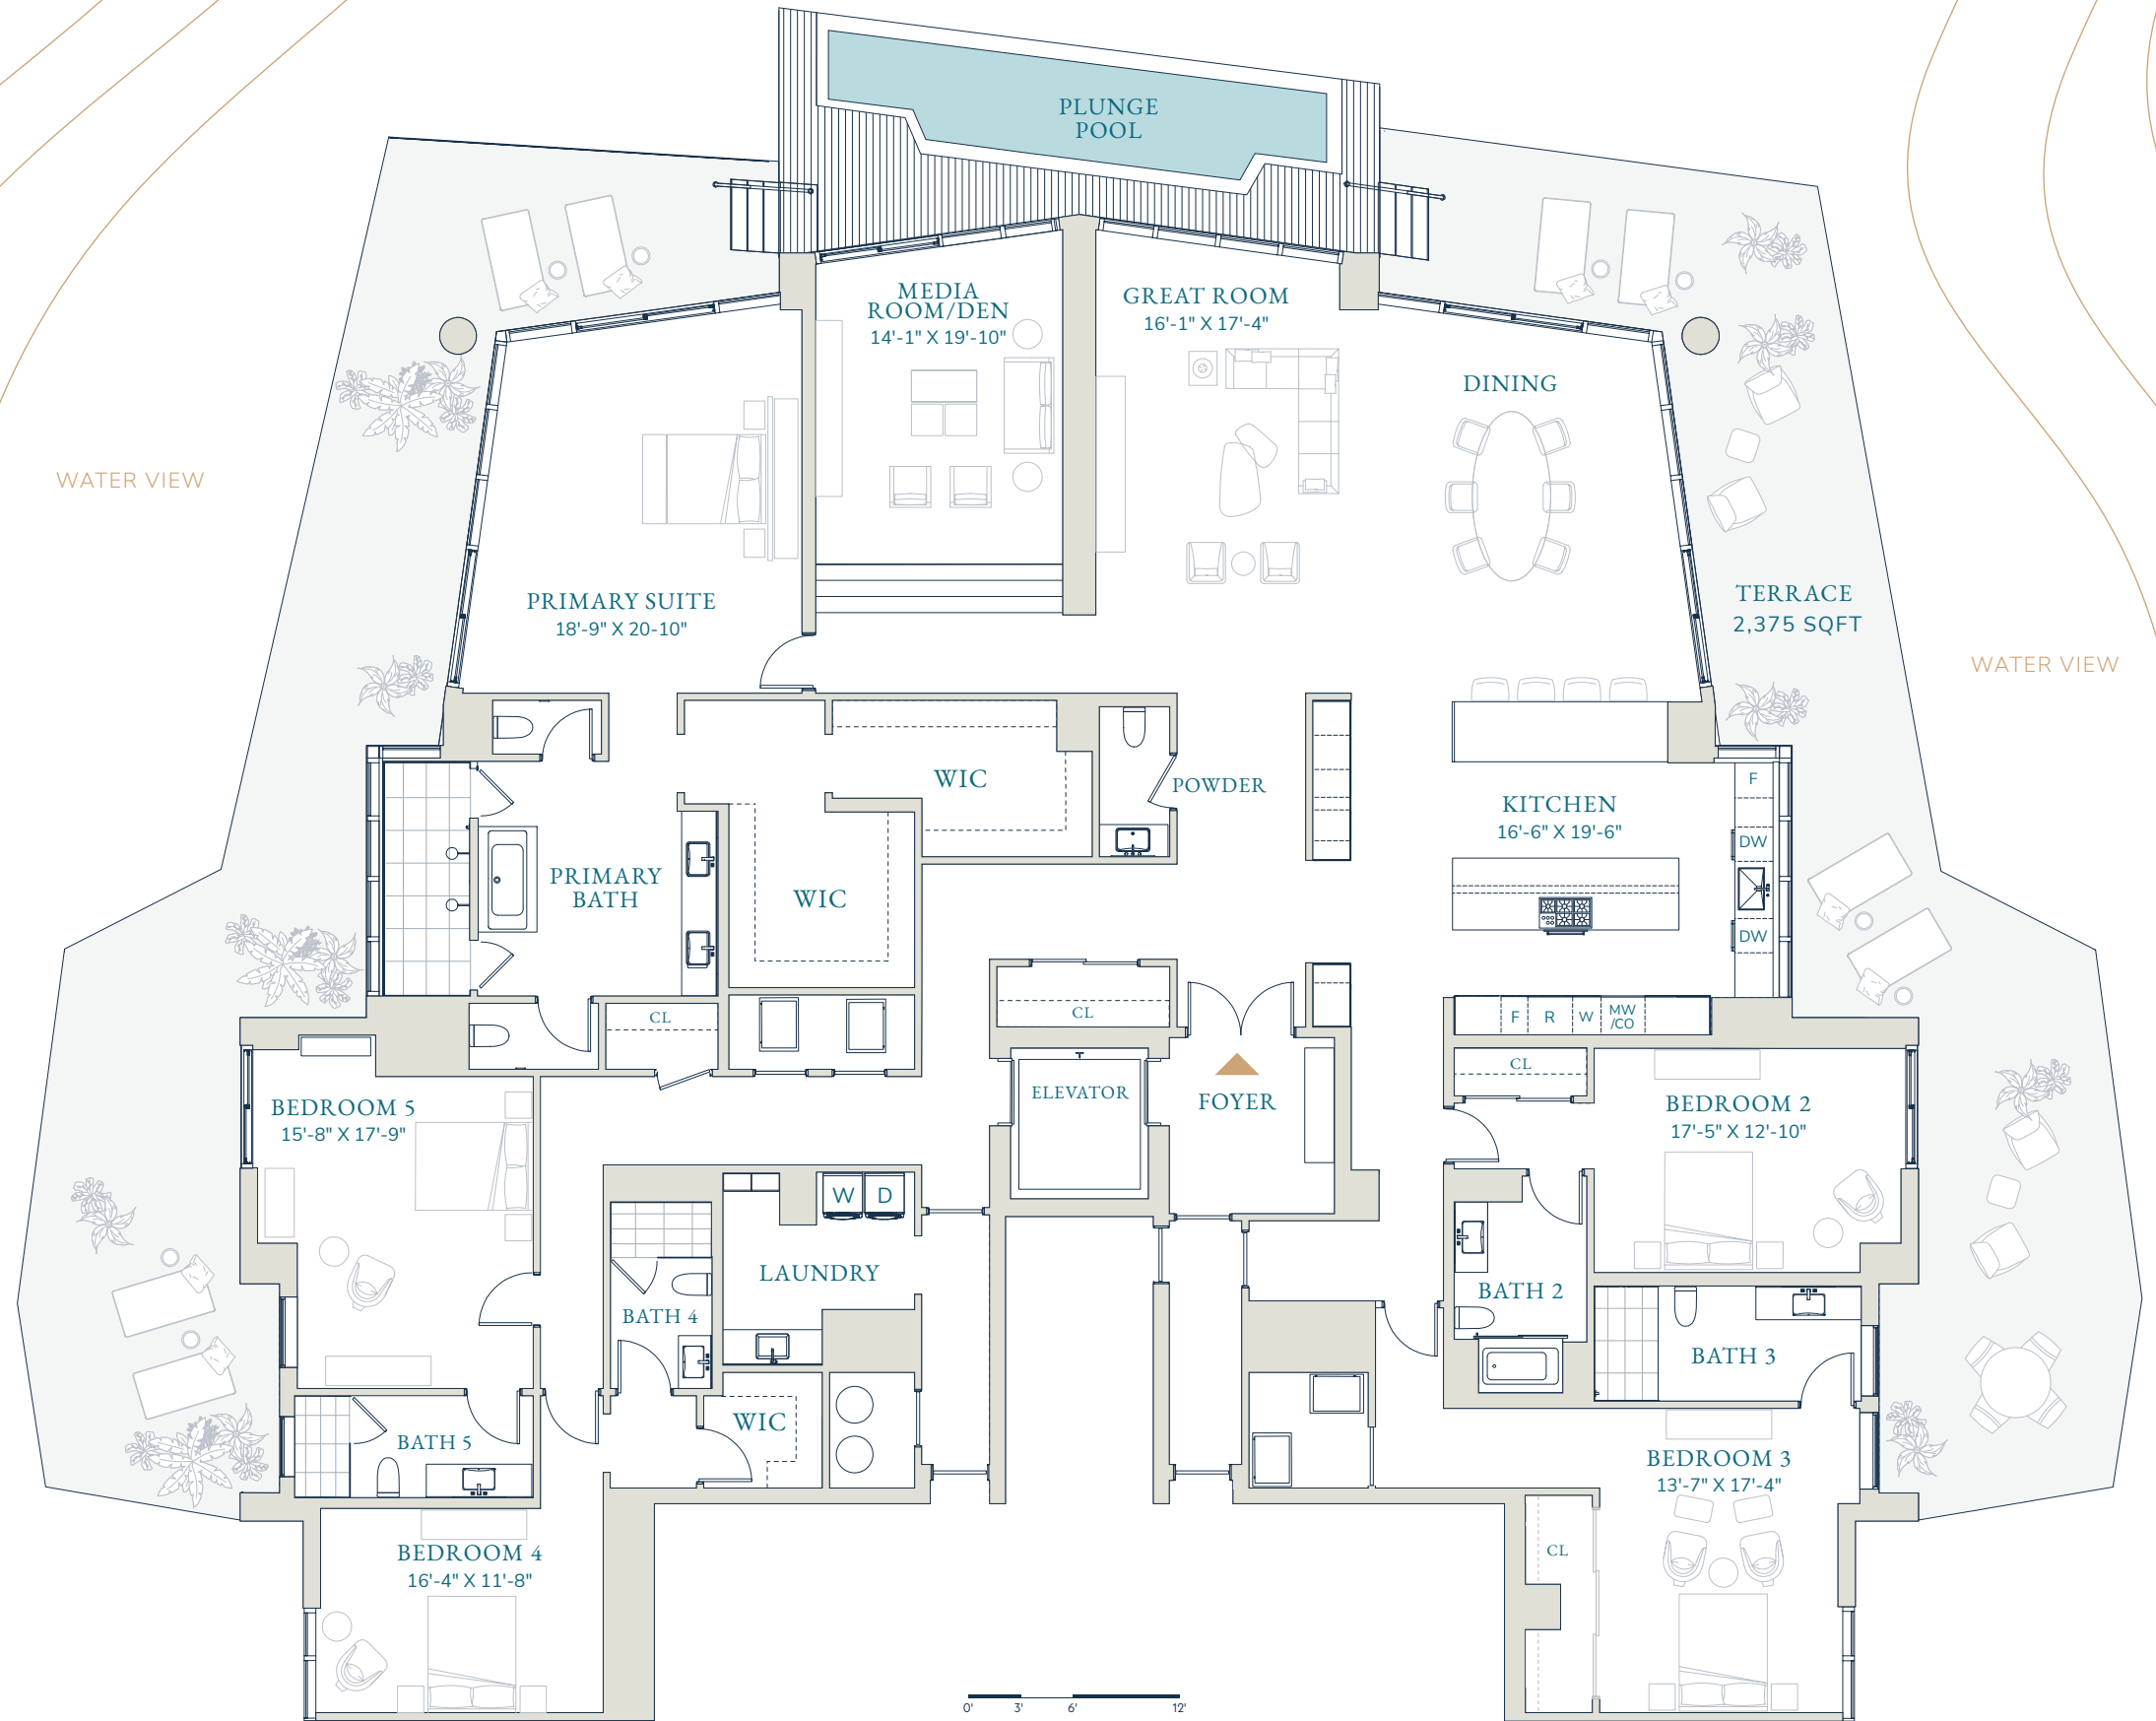 PLUNGE
POOL
MEDIA
ROOM/DEN
14'-1" X 19'-10"
GREAT ROOM
16'-1" X 17'-4"
DINING
WATER VIEW
PRIMARY SUITE
18'-9" X 20-10"
TERRACE
2,375 SQFT
WATER VIEW
WIC
POWDER
KITCHEN
16'-6" X 19'-6"
F
DW
DW
PRIMARY
BATH
WIC
CL
CL
F
R
W
MW
/CO
CL
ELEVATOR
FOYER
BEDROOM 5
15'-8" X 17'-9"
BEDROOM 2
17'-5" X 12'-10"
W
D
LAUNDRY
BATH 4
BATH 2
BATH 3
WIC
BATH 5
BEDROOM 3
13'-7" X 17'-4"
BEDROOM 4
16'-4" X 11'-8"
CL
0'
3'
6'
12'